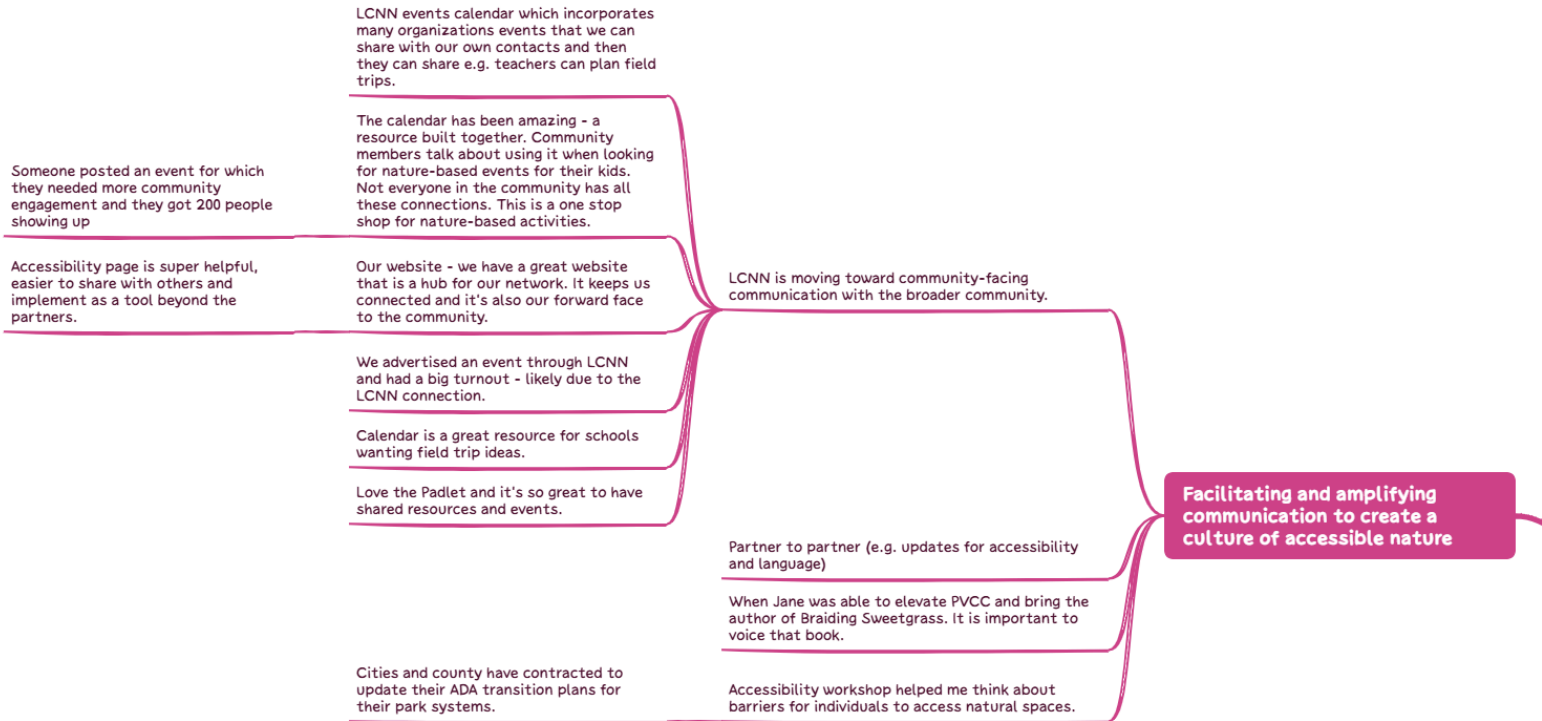 LCNN events calendar which incorporates
many organizations events that we can
share with our own contacts and then
they can share e.g. teachers can plan field
trips.
The calendar has been amazing - a
resource built together. Community
members talk about using it when looking
for nature-based events for their kids.
Not everyone in the community has all
these connections. This is a one stop
shop for nature-based activities.
Someone posted an event for which
they needed more community
engagement and they got 200 people
showing up
Our website - we have a great website
that is a hub for our network. It keeps us
connected and it's also our forward face
to the community.
Accessibility page is super helpful,
easier to share with others and
implement as a tool beyond the
partners.
We advertised an event through LCNN
and had a big turnout - likely due to the
LCNN connection.
Calendar is a great resource for schools
wanting field trip ideas.
Love the Padlet and it's so great to have
shared resources and events.
LCNN is moving toward community-facing
communication with the broader community.
Partner to partner (e.g. updates for accessibility
and language)
When Jane was able to elevate PVCC and bring the
author of Braiding Sweetgrass. It is important to
voice that book.
Cities and county have contracted to
update their ADA transition plans for
their park systems.
Accessibility workshop helped me think about
barriers for individuals to access natural spaces.
Facilitating and amplifying
communication to create a
culture of accessible nature